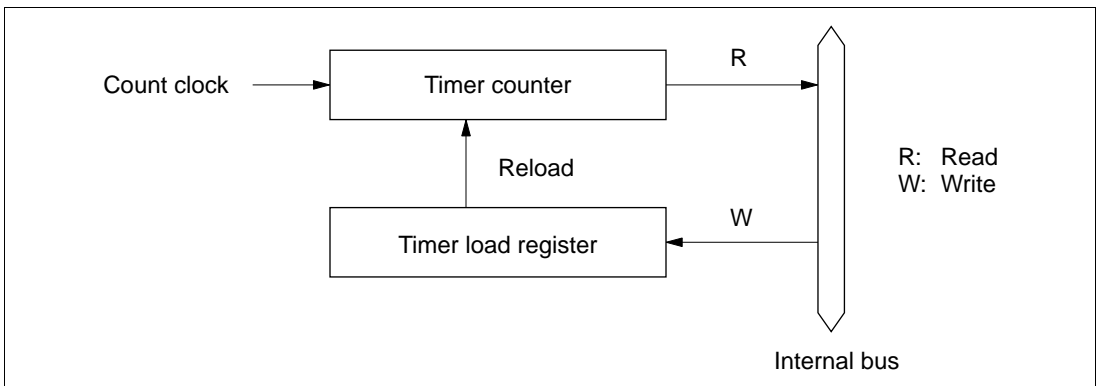 R
Count clock
Timer counter
Reload
R: Read
W: Write
W
Timer load register
Internal bus